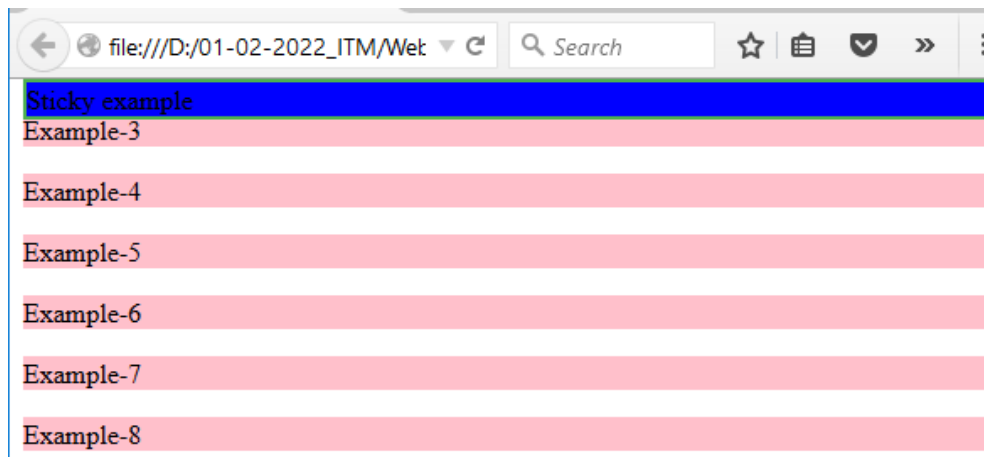 file:///D:/01-02-2022_ITM/Wet
Search
Sticky example
Example-3
Example-4
Example-5
Example-6
Example-7
Example-8